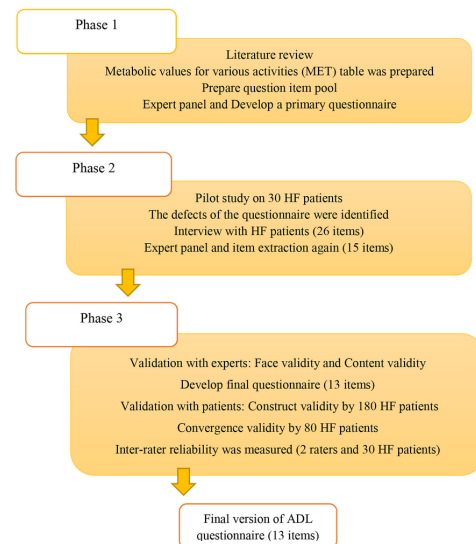 Phase 1
Literature review
Metabolic values for various activities (MET) table was prepared
Prepare question item pool
Expert panel and Develop a primary questionnaire
Phase 2
Pilot study on 30 HF patients
The defects of the questionnaire were identified
Interview with HF patients (26 items)
Expert panel and item extraction again (15 items)
Phase 3
Validation with experts: Face validity and Content validity
Develop final questionnaire (13 items)
Validation with patients: Construct validity by 180 HF patients
Convergence validity by 80 HF patients
Inter-rater reliability was measured (2 raters and 30 HF patients)
Final version of ADL
questionnaire (13 items)